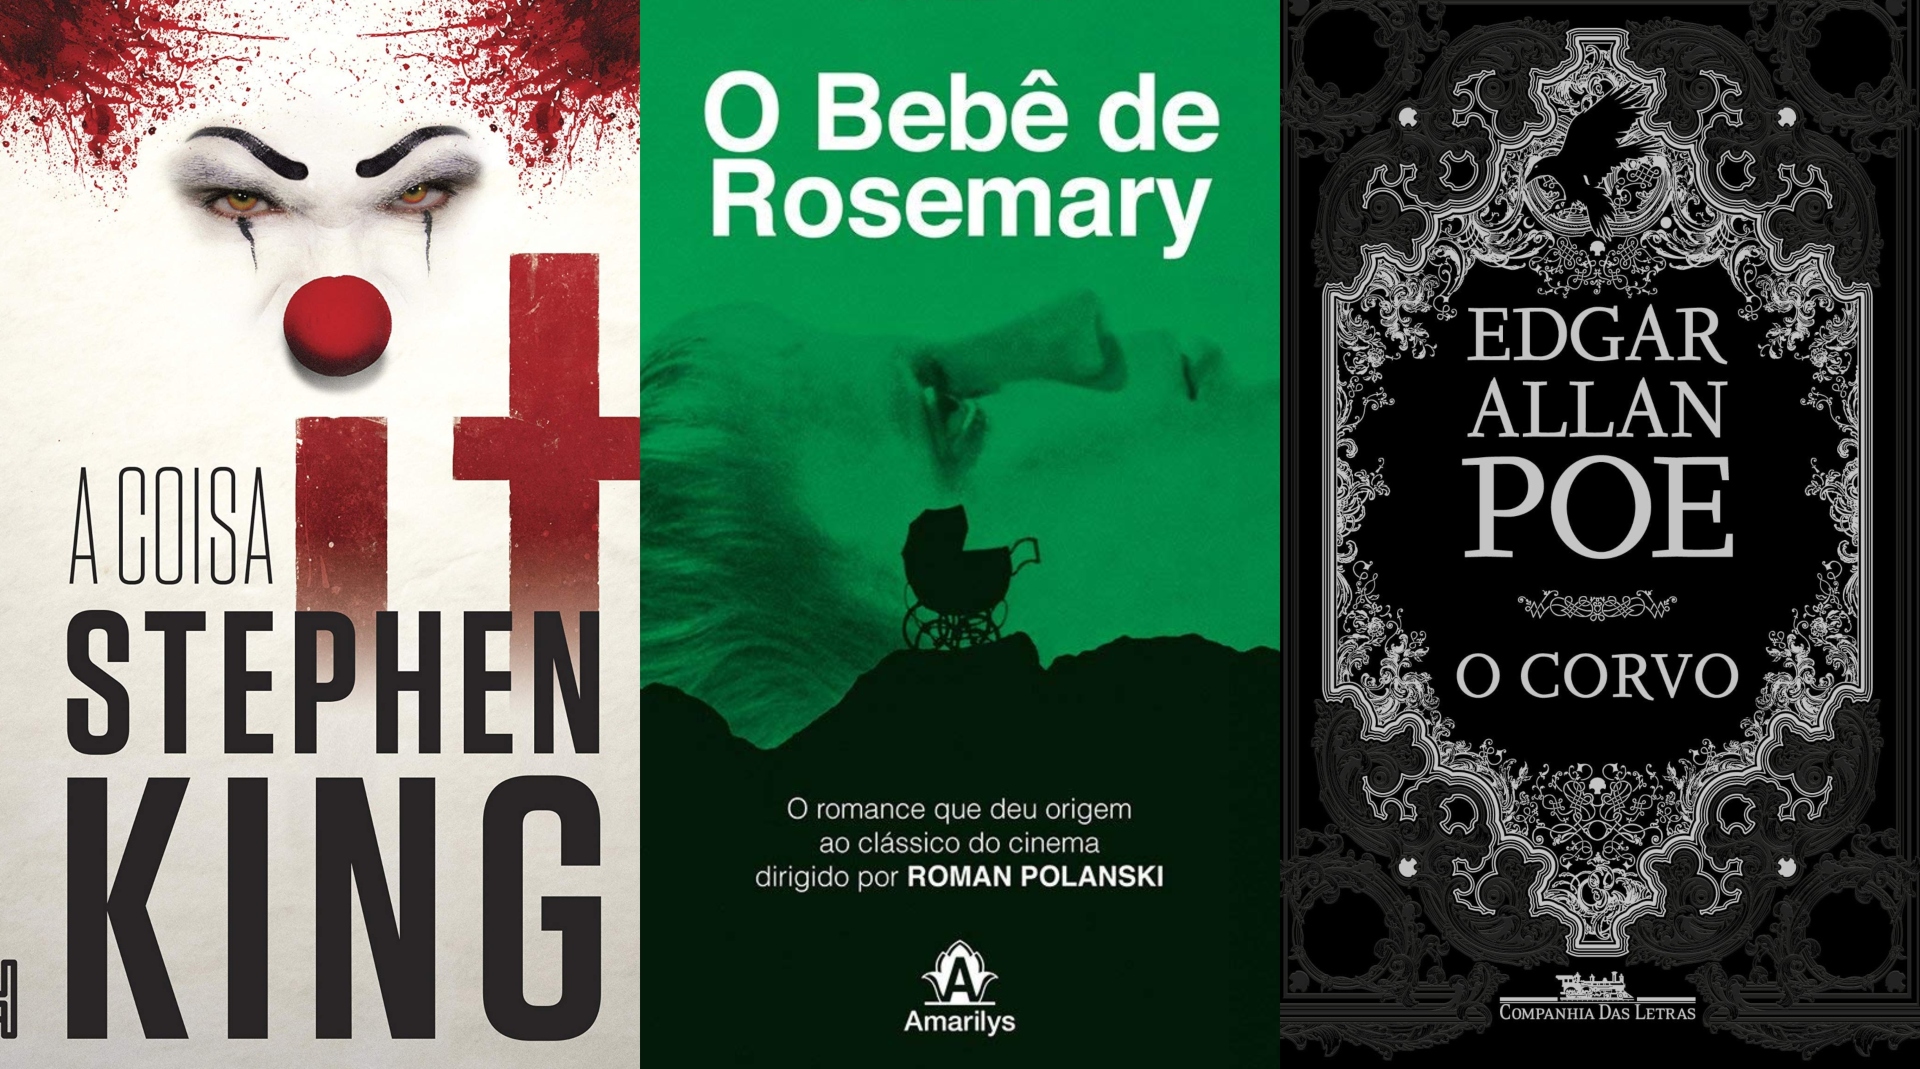 it
A COISA
STEPHEN
KING
O Bebê de
Rosemary
O romance que deu origem
ao clássico do cinema
dirigido por ROMAN POLANSKI
A
Amarilys
EDGAR
ALLAN
POE
O CORVO
COMPANHIA DAS LETRAS